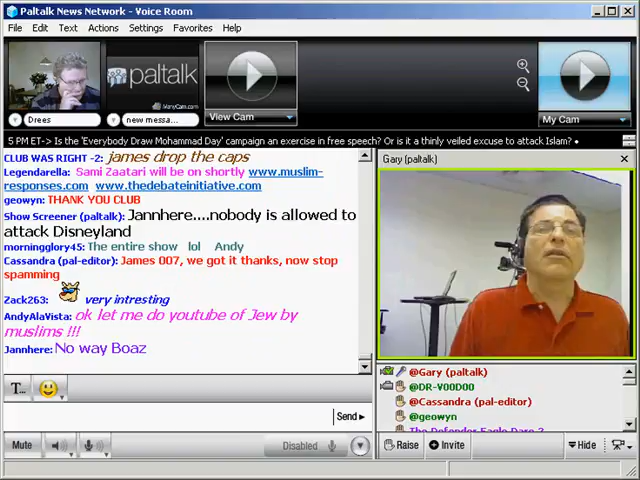 Paltalk News Network - Voice Room
File Edit Text Actions Settings Favorites Help
paltalk
Drees
new messa...
View Cam
My Cam
5 PM ET-> Is the 'Everybody Draw Mohammad Day' campaign an exercise in free speech? Or is it a thinly veiled excuse to attack Islam? •
CLUB WAS RIGHT -2: james drop the caps
Legendarella: Sami Zaatari will be on shortly www.muslim-
responses.com www.thedebateinitiative.com
geowyn: THANK YOU CLUB
Show Screener (paltalk): Jannhere....nobody is allowed to
attack Disneyland
morningglory45: The entire show lol Andy
Cassandra (pal-editor): James 007, we got it thanks, now stop
spamming
Zack263: very intresting
AndyAlaVista: ok let me do youtube of Jew by
muslims !!!
Jannhere: No way Boaz
Gary (paltalk)
@Gary (paltalk)
@DR-YOODOO
@Cassandra (pal-editor)
@geowyn
The Defender Eagle Dare 2
T...
Send
Mute
Disabled
Raise
Invite
Hide